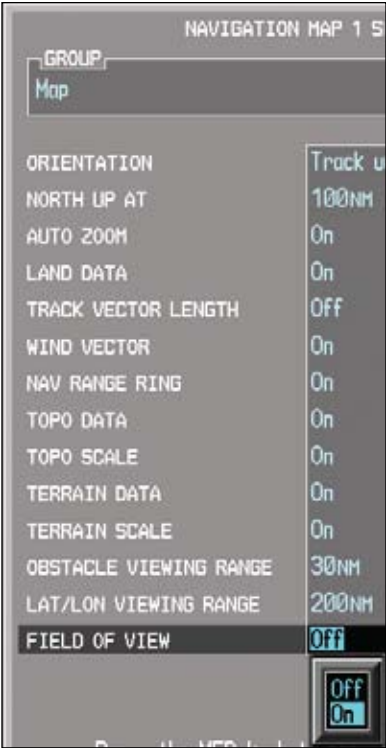 NAVIGATION MAP 1 S
GROUP
Map
ORIENTATION Track u
NORTH UP AT 100NM
AUTO ZOOM On
LAND DATA On
TRACK VECTOR LENGTH Off
WIND VECTOR On
NAV RANGE RING On
TOPO DATA On
TOPO SCALE On
TERRAIN DATA On
TERRAIN SCALE On
OBSTACLE VIEWING RANGE 30NM
LAT/LON VIEWING RANGE 200NM
FIELD OF VIEW Off
Off
On